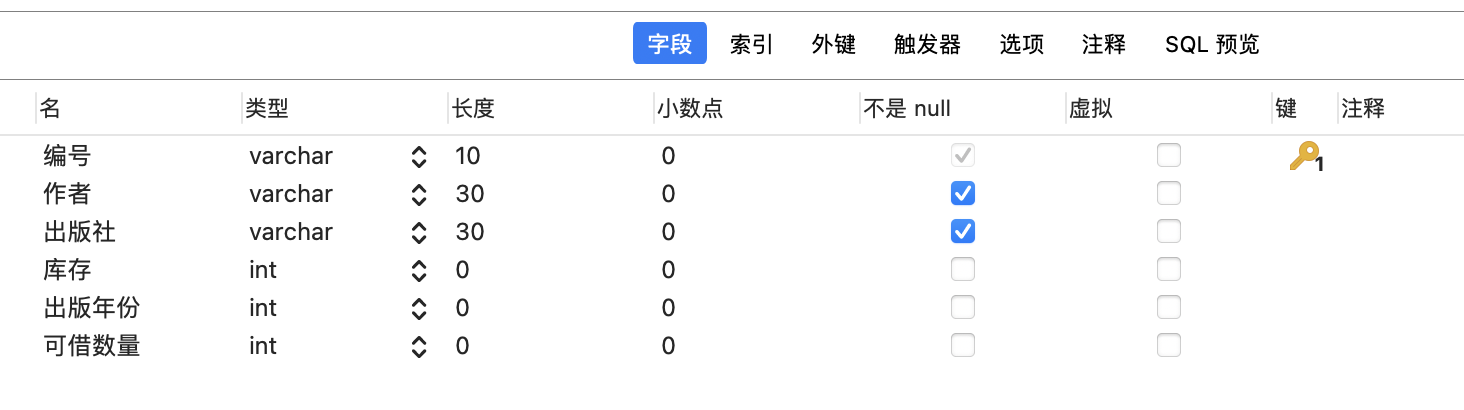 字段 索引 外键 触发器 选项 注释 SQL 预览
名 类型 长度 小数点 不是 null 虚拟 键 注释
编号 varchar 10 0 1
作者 varchar 30 0
出版社 varchar 30 0
库存 int 0 0
出版年份 int 0 0
可借数量 int 0 0